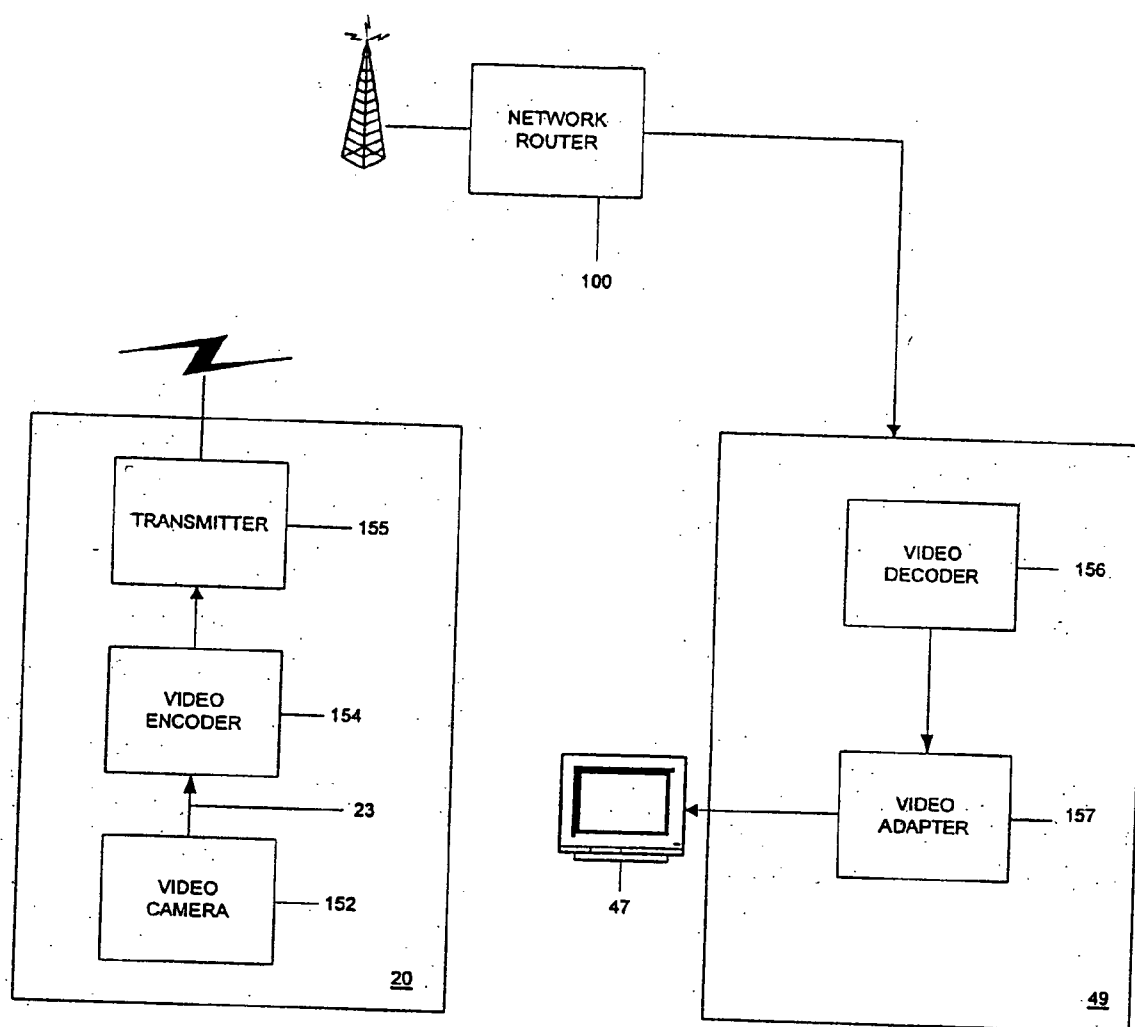 NETWORK
ROUTER
100
TRANSMITTER
155
VIDEO
ENCODER
154
23
VIDEO
CAMERA
152
20
VIDEO
DECODER
156
VIDEO
ADAPTER
157
47
49